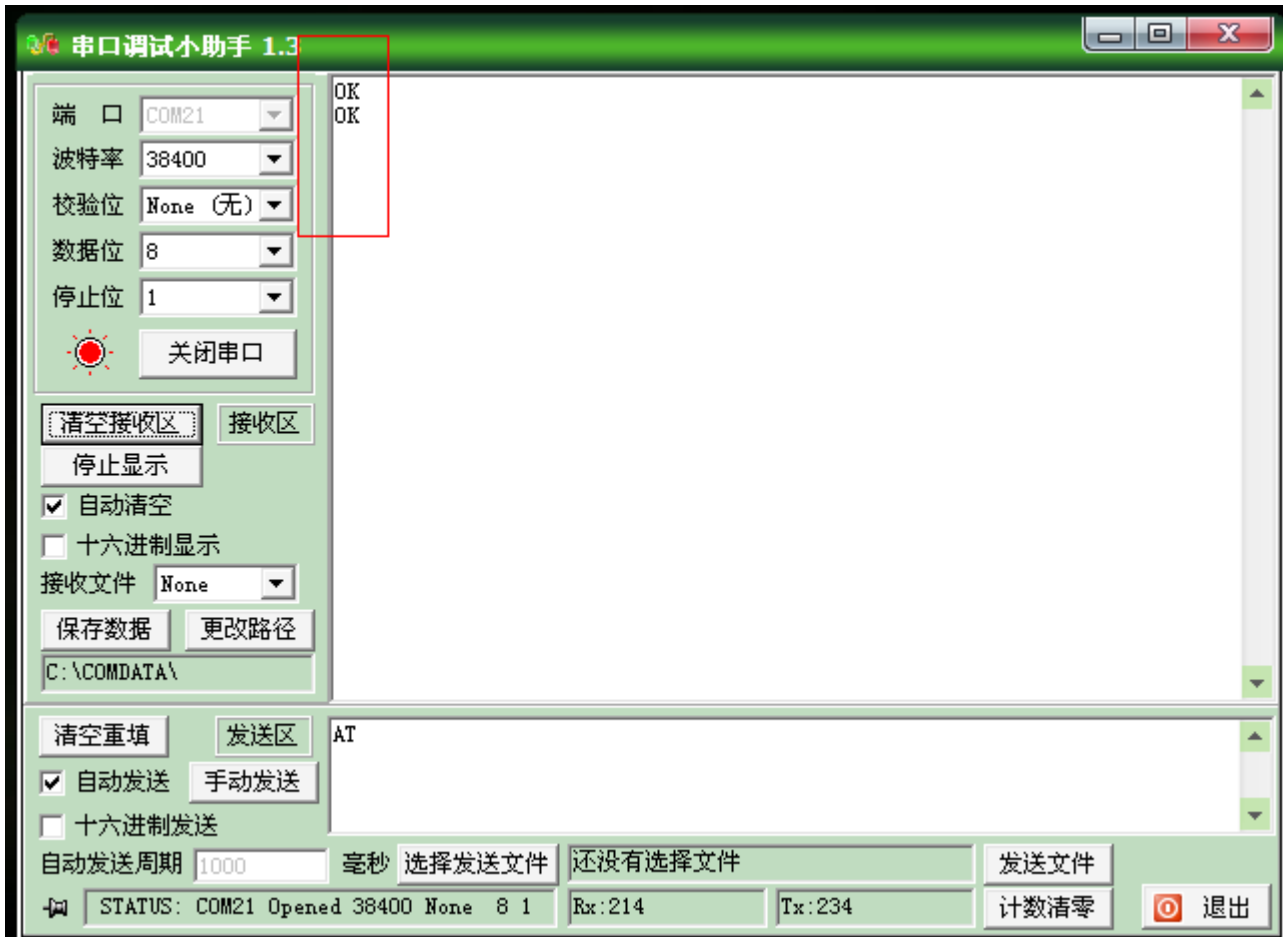 串口调试小助手 1.3
端 口 COM21
波特率 38400
校验位 None (无)
数据位 8
停止位 1
关闭串口
清空接收区 接收区
停止显示
自动清空
十六进制显示
接收文件 None
保存数据 更改路径
C:\COMDATA\
OK
OK
清空重填 发送区
自动发送 手动发送
十六进制发送
AT
自动发送周期 1000 毫秒 选择发送文件 还没有选择文件 发送文件
STATUS: COM21 Opened 38400 None 8 1 Rx:214 Tx:234 计数清零 退出